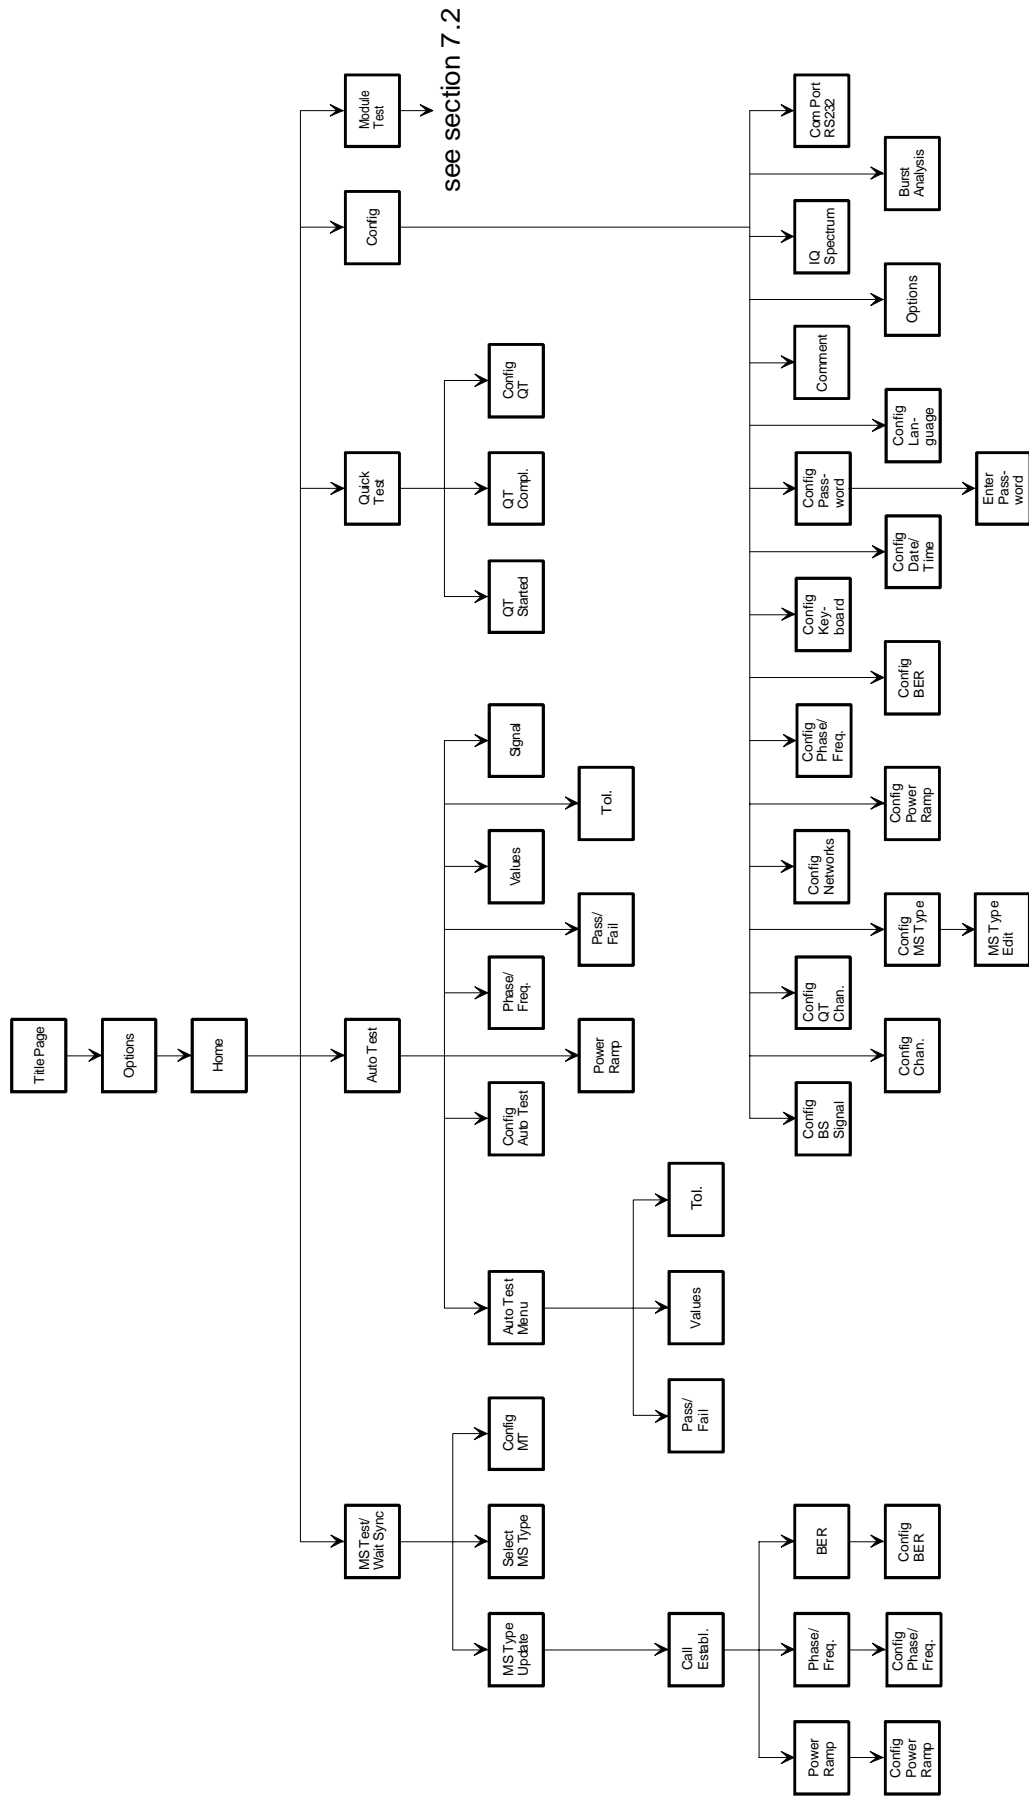 Title Page
Options
Home
MS Test/
Wait Sync
Auto Test
Quick
Test
Config
Module
Test
see section 7.2
MS Type
Update
Select
MS Type
Config
MT
Auto Test
Menu
Config
Auto Test
Phase/
Freq.
Values
Signal
QT
Started
QT
Compl.
Config
QT
Power
Ramp
Pass/
Fail
Tol.
Call
Establ.
Pass/
Fail
Values
Tol.
Power
Ramp
Phase/
Freq.
BER
Config
BS
Signal
Config
QT
Chan.
Config
Networks
Config
Phase/
Freq.
Config
Key-
board
Config
Pass-
word
Comment
IQ
Spectrum
Com Port
RS232
Config
Power
Ramp
Config
Phase/
Freq.
Config
BER
Config
Chan.
Config
MS Type
Config
Power
Ramp
Config
BER
Config
Date/
Time
Config
Lan-
guage
Options
Burst
Analysis
MS Type
Edit
Enter
Pass-
word